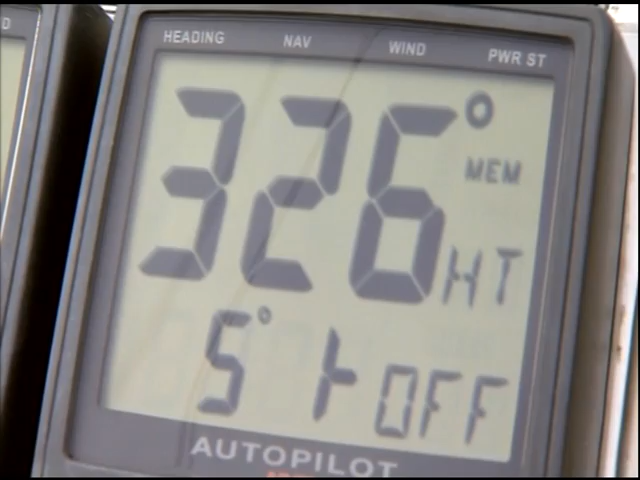 HEADING NAV WIND PWR ST
326°
MEM
HT
5° OFF
AUTOPILOT